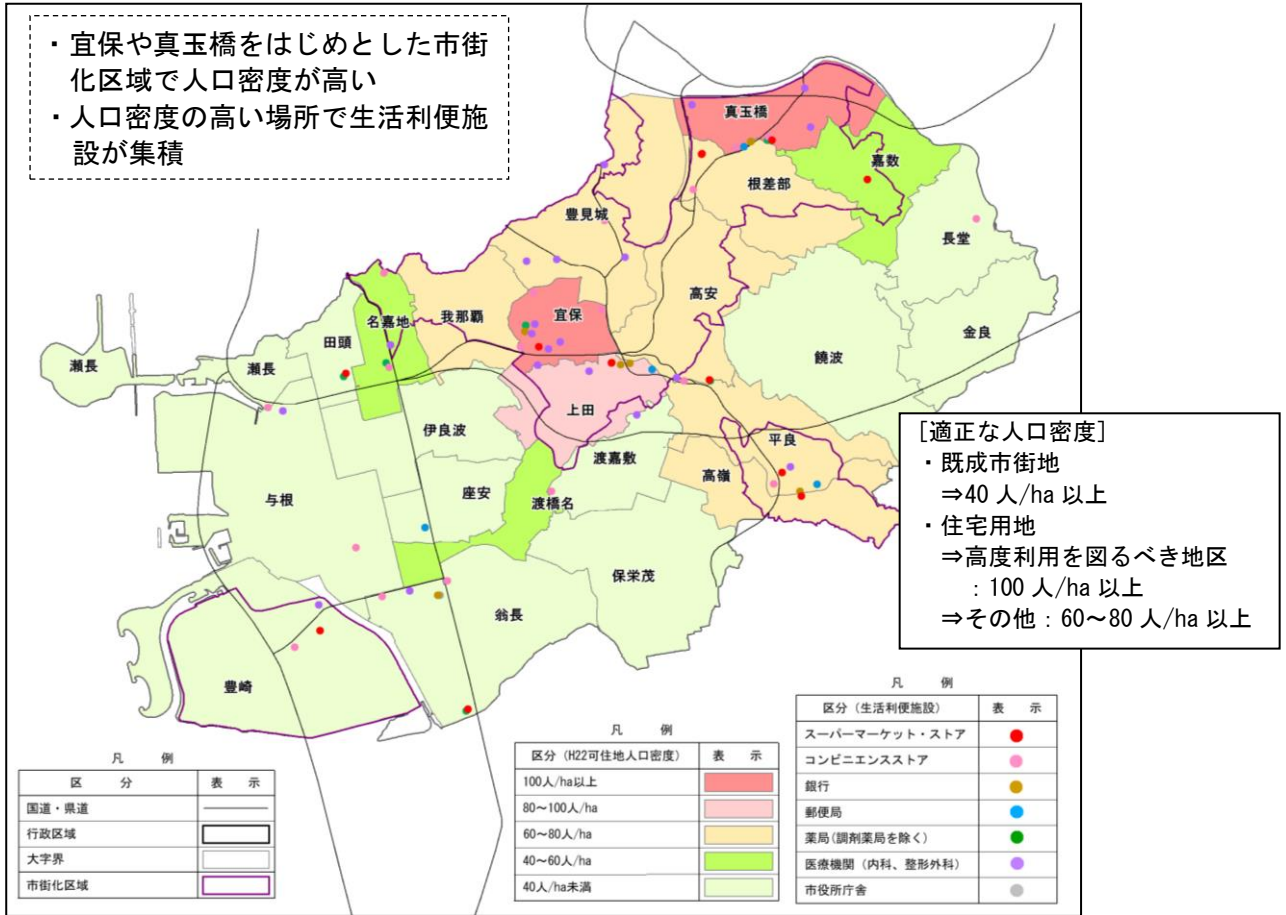 ・宜保や真玉橋をはじめとした市街
化区域で人口密度が高い
・人口密度の高い場所で生活利便施
設が集積
真玉橋
嘉数
根差部
豊見城
長堂
高安
宜保
我那覇
名嘉地
田頭
瀬長
瀬長
金良
饒波
上田
伊良波
渡嘉敷
平良
高嶺
座安
渡橋名
与根
保栄茂
翁長
豊崎
[適正な人口密度]
・既成市街地
⇒40 人/ha 以上
・住宅用地
⇒高度利用を図るべき地区
：100 人/ha 以上
⇒その他：60～80 人/ha 以上
凡 例
区 分 表 示
国道・県道
行政区域
大字界
市街化区域
凡 例
区分（H22可住地人口密度） 表 示
100人/ha以上
80～100人/ha
60～80人/ha
40～60人/ha
40人/ha未満
凡 例
区分（生活利便施設） 表 示
スーパーマーケット・ストア
コンビニエンスストア
銀行
郵便局
薬局(調剤薬局を除く)
医療機関（内科、整形外科）
市役所庁舎